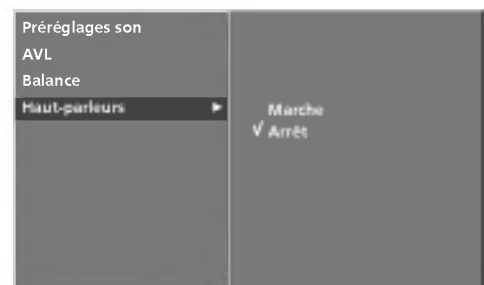 Préréglages son
AVL
Balance
Haut-parleurs ►
Marche
√ Arrêt